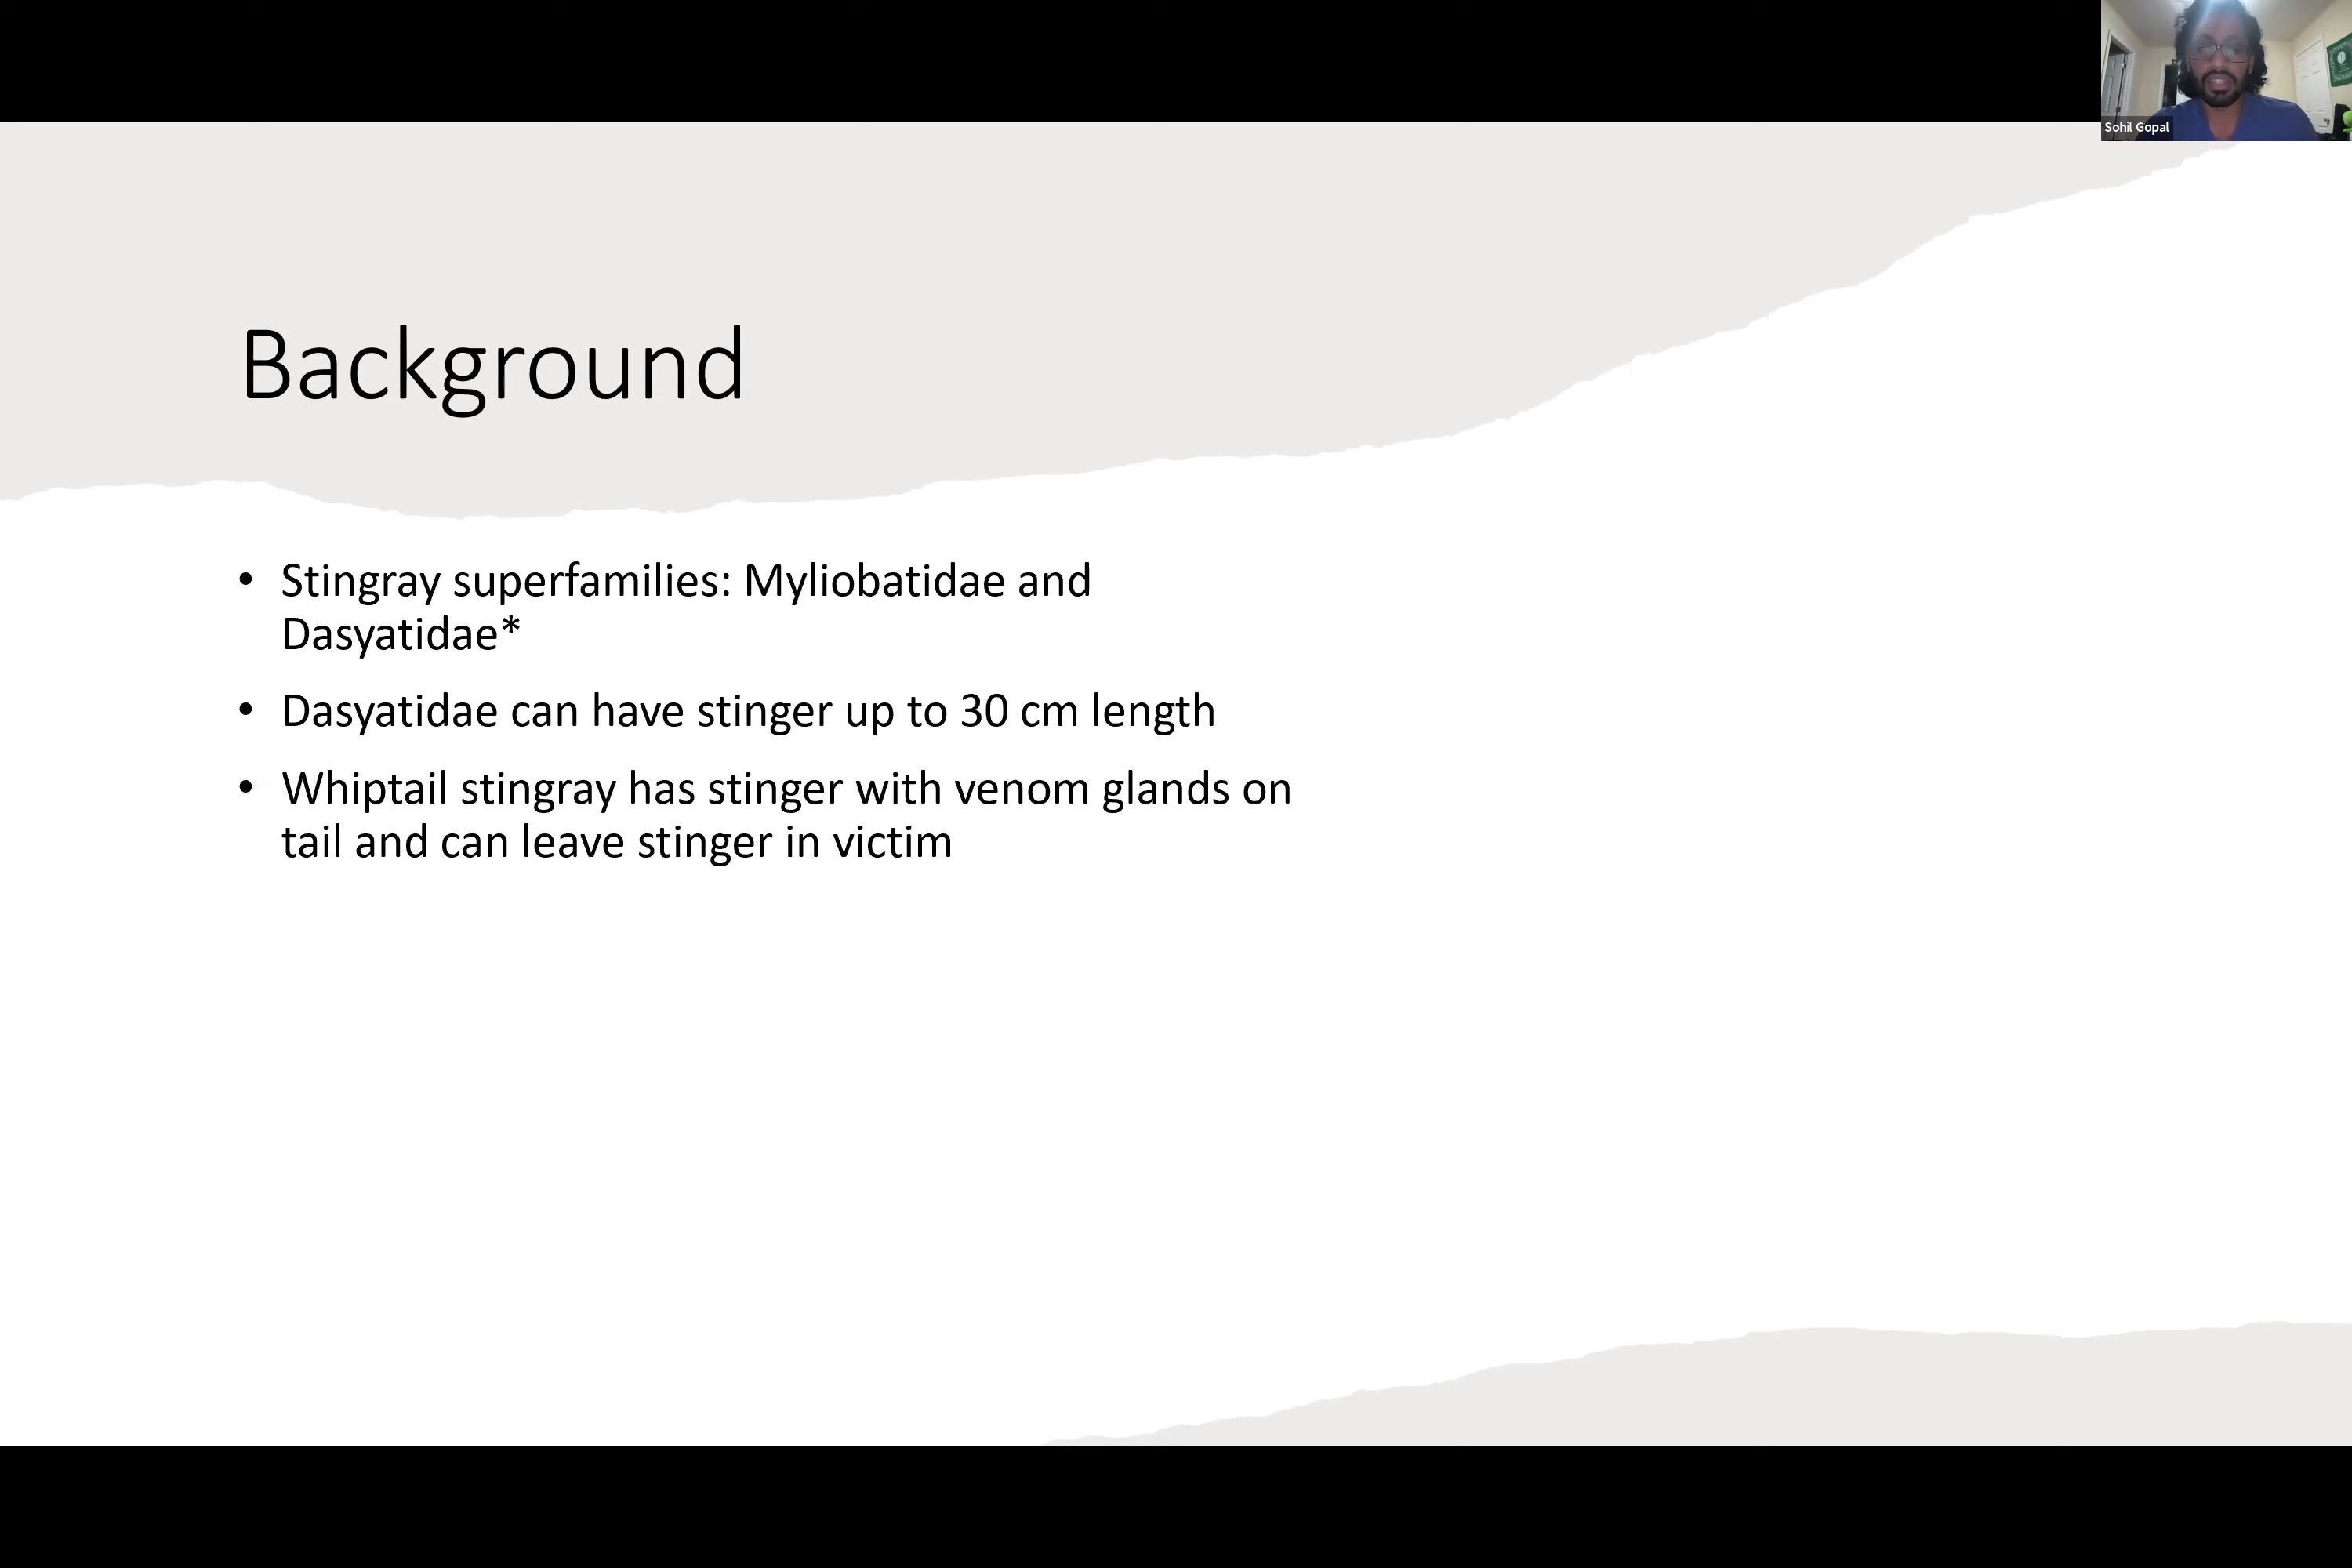 Sohil Gopal
Background
• Stingray superfamilies: Myliobatidae and
Dasyatidae*
• Dasyatidae can have stinger up to 30 cm length
• Whiptail stingray has stinger with venom glands on
tail and can leave stinger in victim